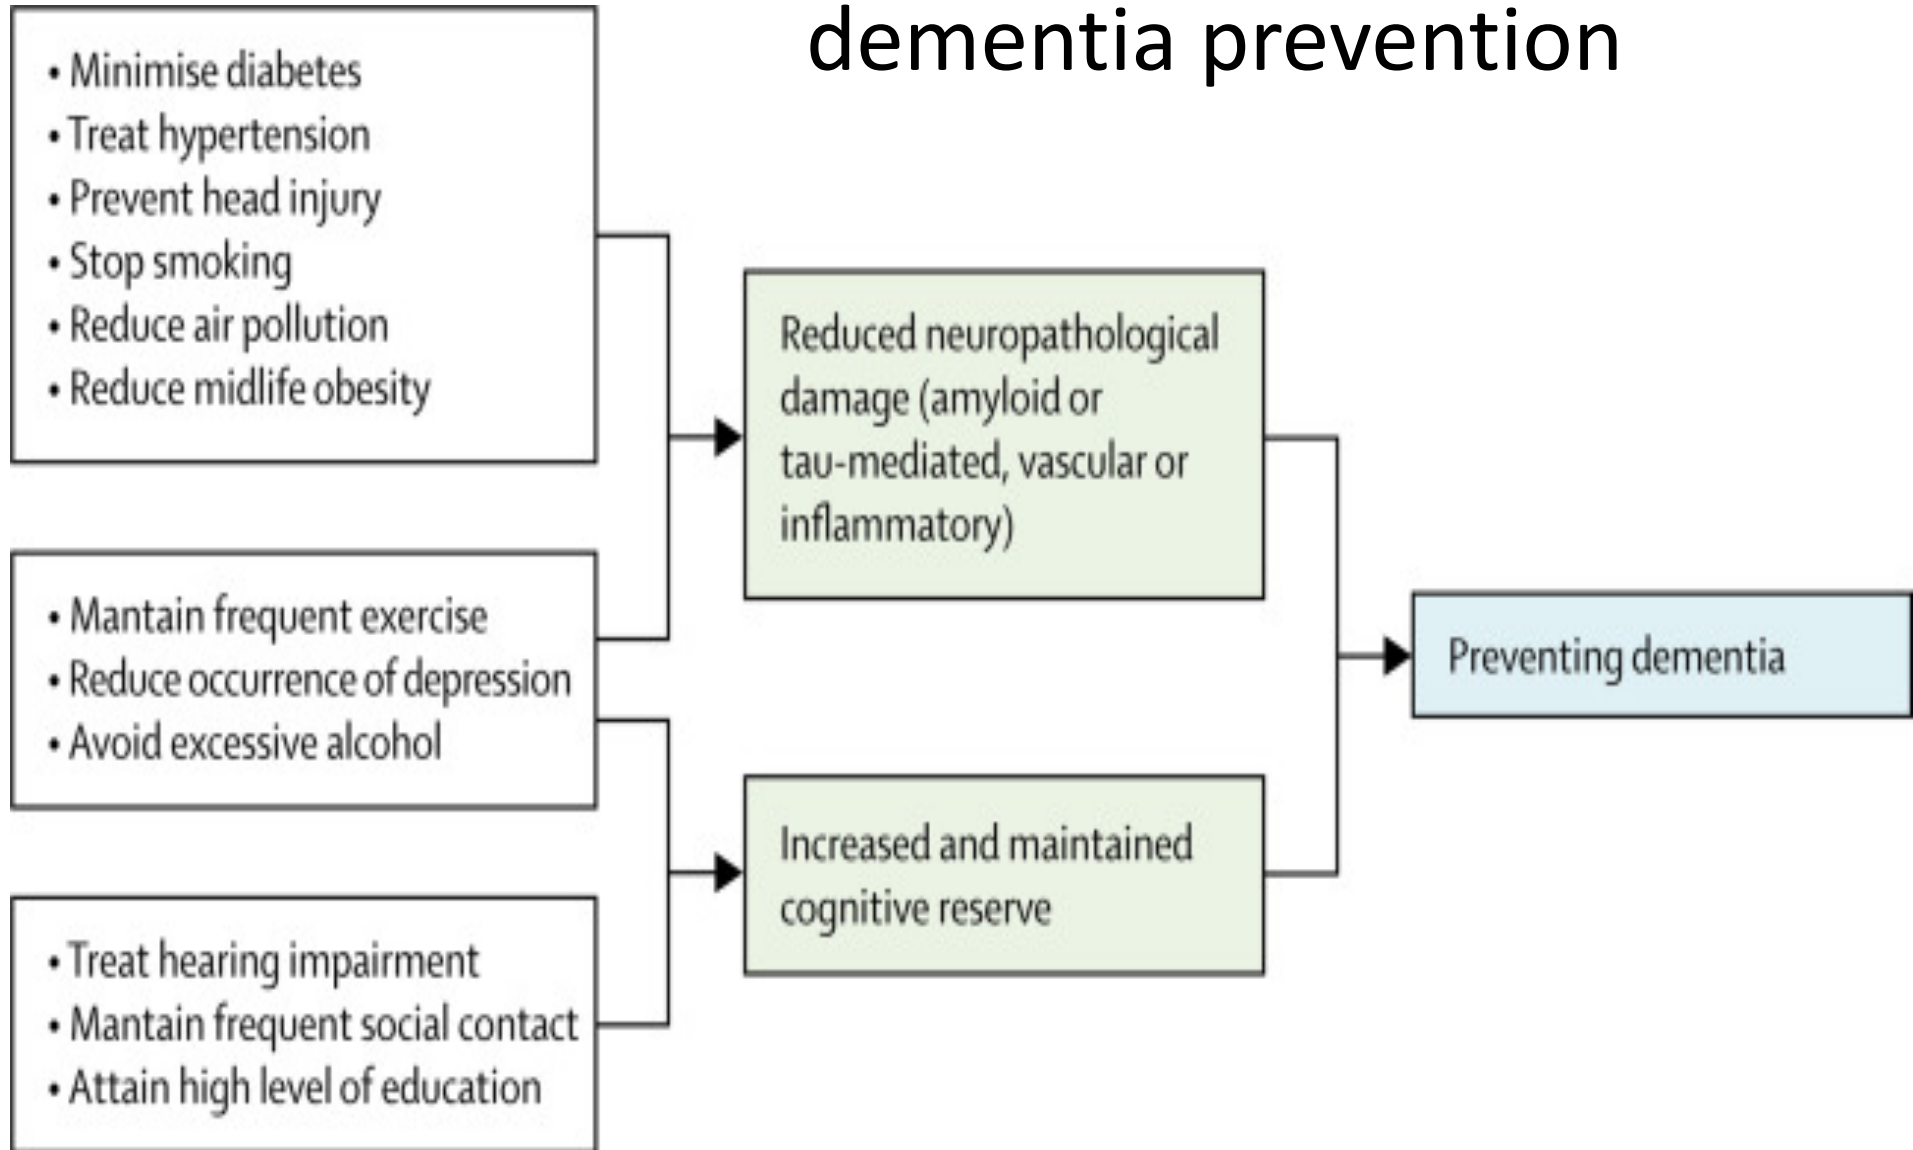 dementia prevention
• Minimise diabetes
• Treat hypertension
• Prevent head injury
• Stop smoking
• Reduce air pollution
• Reduce midlife obesity
• Mantain frequent exercise
• Reduce occurrence of depression
• Avoid excessive alcohol
• Treat hearing impairment
• Mantain frequent social contact
• Attain high level of education
Reduced neuropathological
damage (amyloid or
tau-mediated, vascular or
inflammatory)
Increased and maintained
cognitive reserve
Preventing dementia